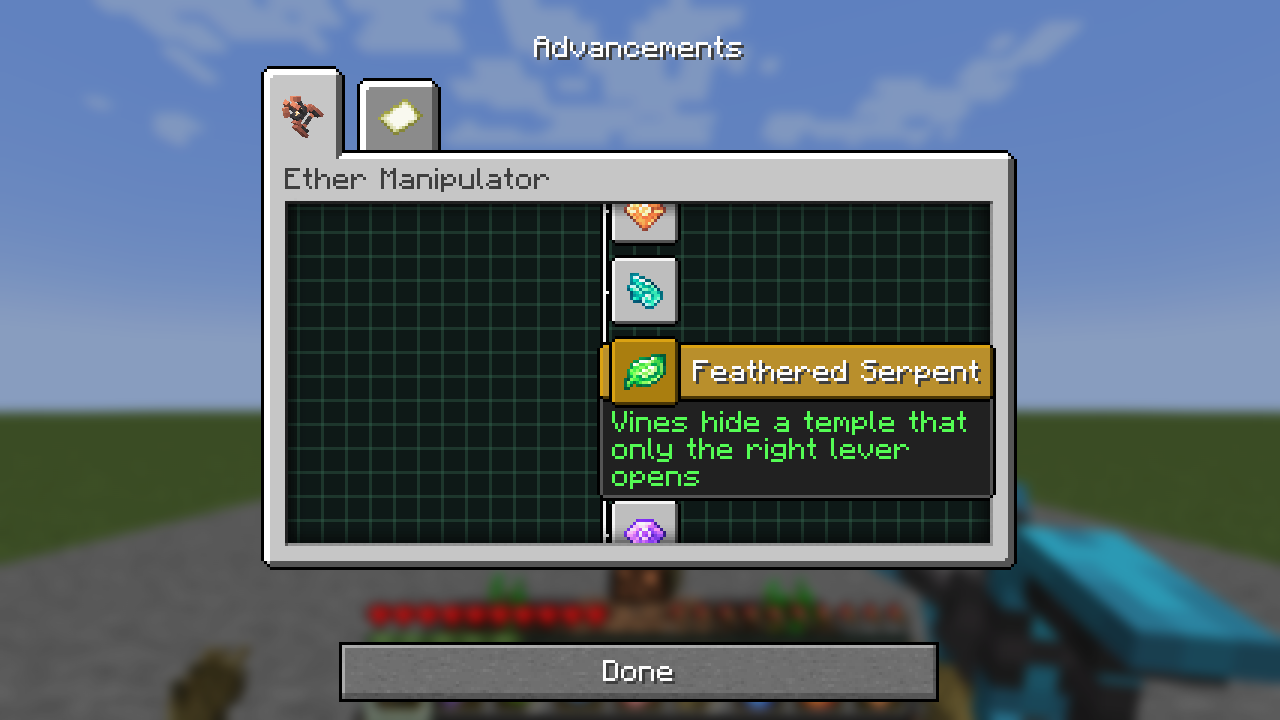 Advancements
Ether Manipulator
Feathered Serpent
Vines hide a temple that
only the right lever
opens
Done